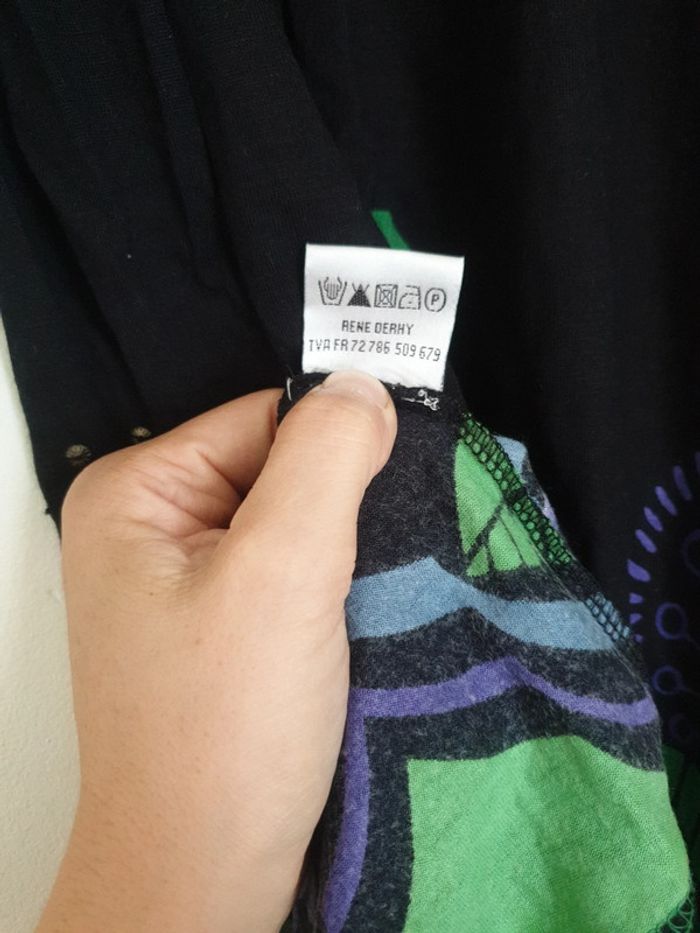 P
RENE DERHY
TVA FR 72 786 509 679